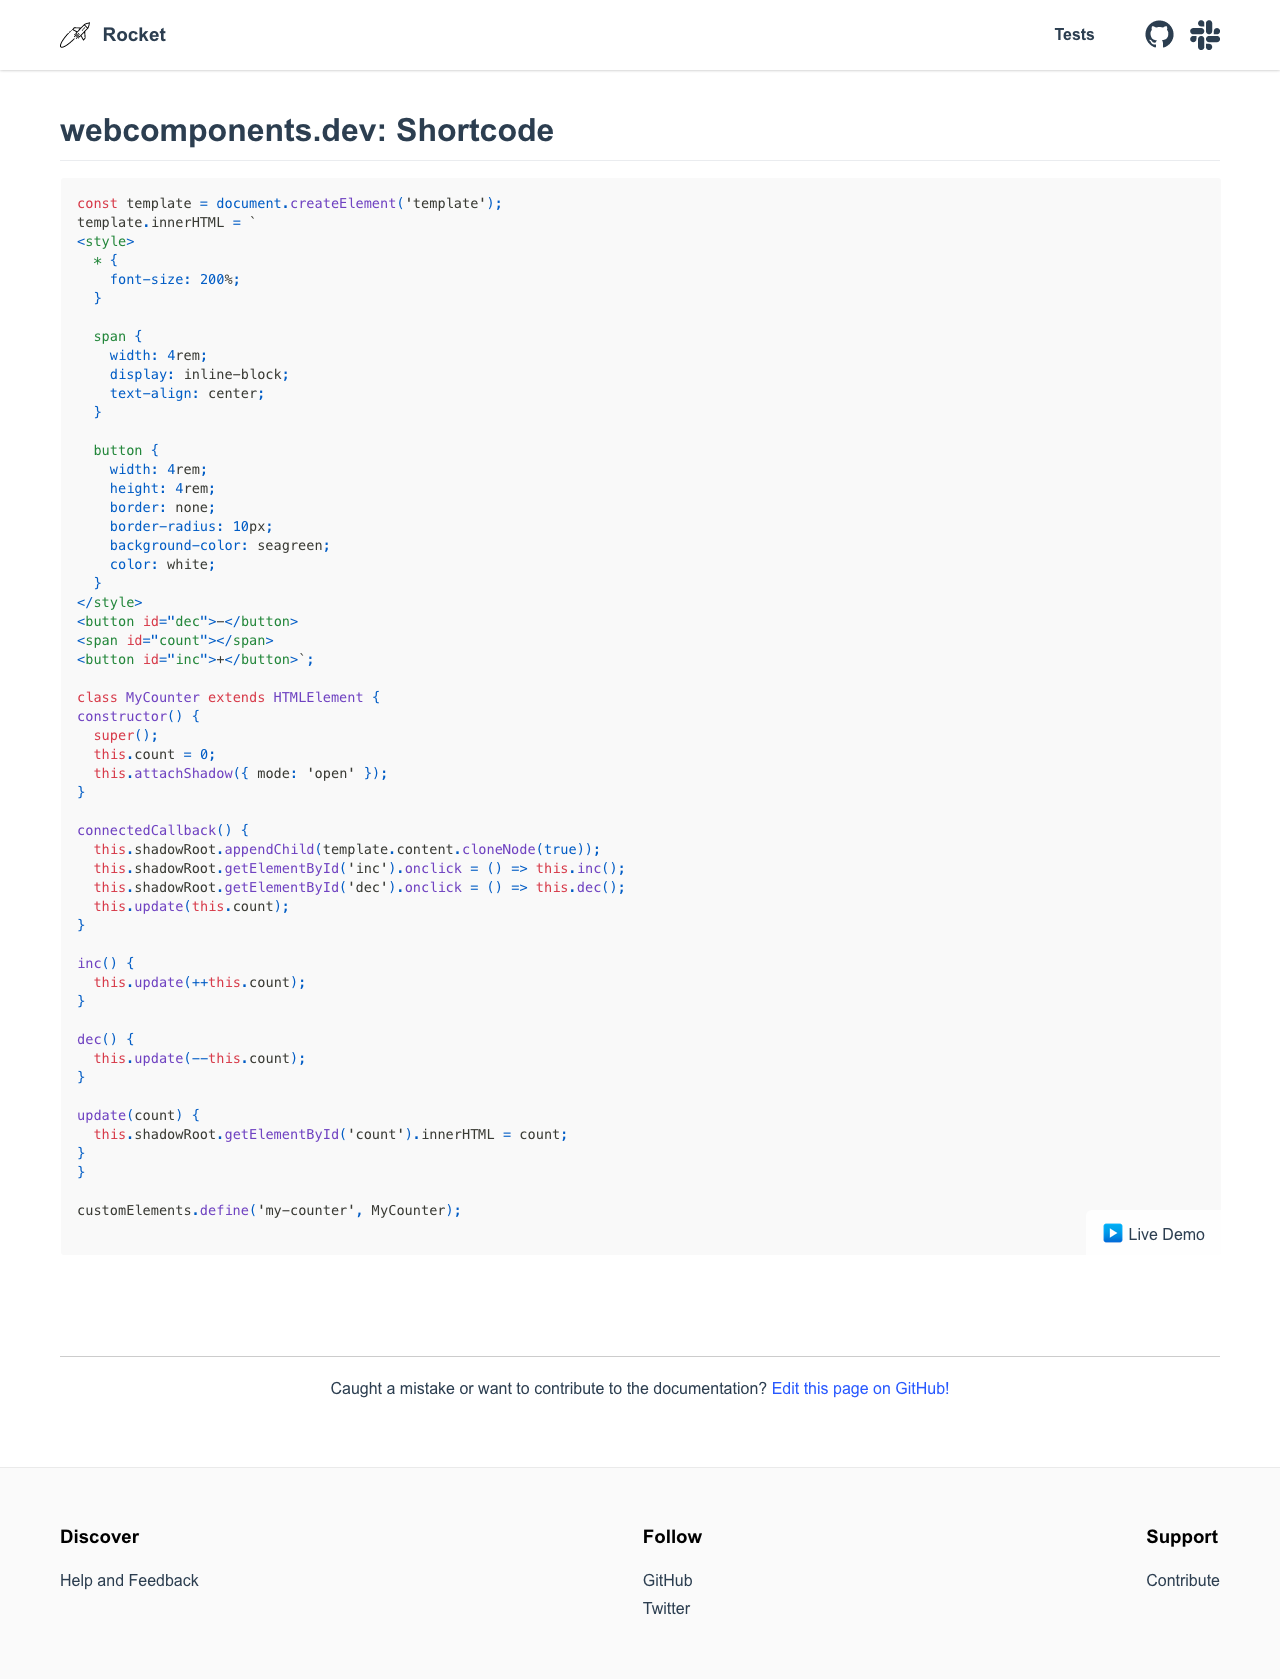 Rocket
Tests
webcomponents.dev: Shortcode
const template = document.createElement('template');
template.innerHTML = `
<style>
  * {
    font-size: 200%;
  }

  span {
    width: 4rem;
    display: inline-block;
    text-align: center;
  }

  button {
    width: 4rem;
    height: 4rem;
    border: none;
    border-radius: 10px;
    background-color: seagreen;
    color: white;
  }
</style>
<button id="dec">-</button>
<span id="count"></span>
<button id="inc">+</button>`;

class MyCounter extends HTMLElement {
constructor() {
  super();
  this.count = 0;
  this.attachShadow({ mode: 'open' });
}

connectedCallback() {
  this.shadowRoot.appendChild(template.content.cloneNode(true));
  this.shadowRoot.getElementById('inc').onclick = () => this.inc();
  this.shadowRoot.getElementById('dec').onclick = () => this.dec();
  this.update(this.count);
}

inc() {
  this.update(++this.count);
}

dec() {
  this.update(--this.count);
}

update(count) {
  this.shadowRoot.getElementById('count').innerHTML = count;
}
}

customElements.define('my-counter', MyCounter);
Live Demo
Caught a mistake or want to contribute to the documentation? Edit this page on GitHub!
Discover
Help and Feedback
Follow
GitHub
Twitter
Support
Contribute